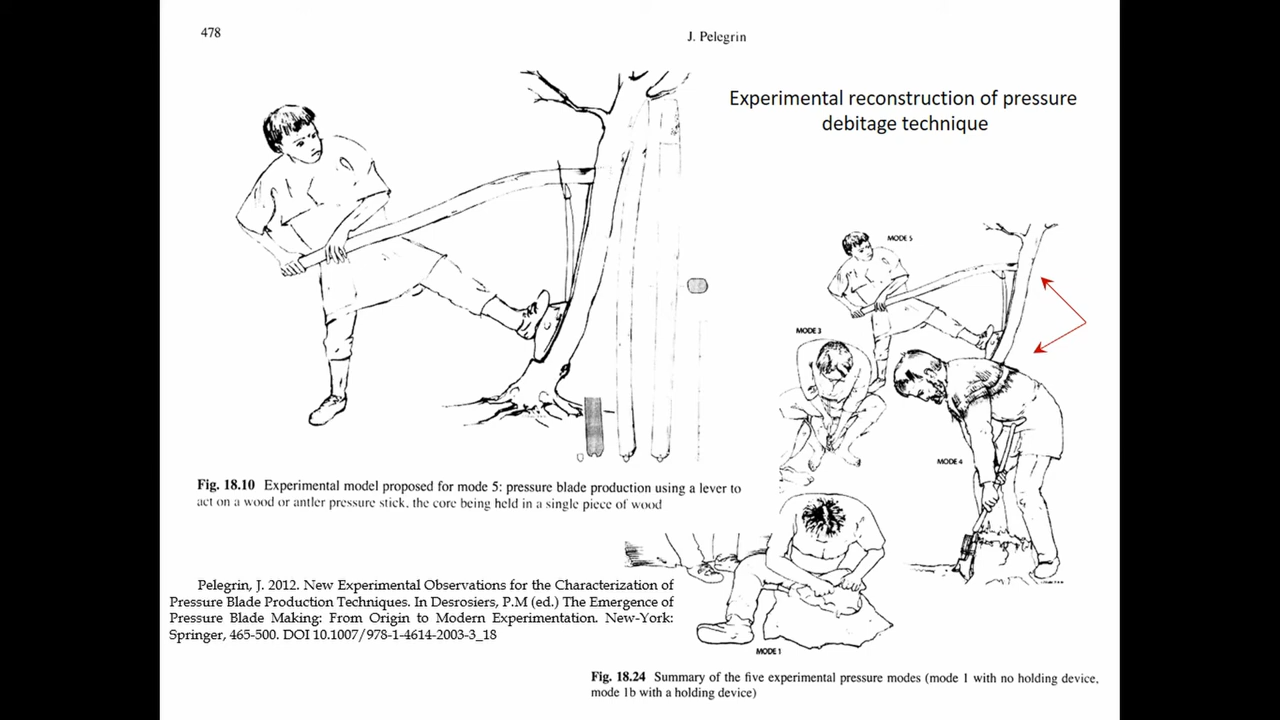 478
J. Pelegrin
Experimental reconstruction of pressure
debitage technique
MODE 5
MODE 3
MODE 4
Fig. 18.10 Experimental model proposed for mode 5: pressure blade production using a lever to
act on a wood or antler pressure stick, the core being held in a single piece of wood
Pelegrin, J. 2012. New Experimental Observations for the Characterization of
Pressure Blade Production Techniques. In Desrosiers, P.M (ed.) The Emergence of
Pressure Blade Making: From Origin to Modern Experimentation. New-York:
Springer, 465-500. DOI 10.1007/978-1-4614-2003-3_18
MODE 1
Fig. 18.24 Summary of the five experimental pressure modes (mode 1 with no holding device,
mode 1b with a holding device)